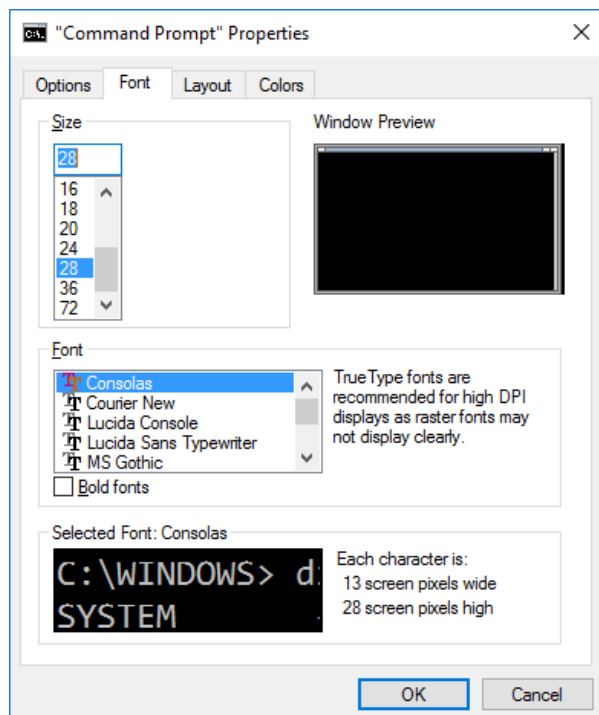 "Command Prompt" Properties
Options Font Layout Colors
Size
Window Preview
28
16
18
20
24
28
36
72
Font
Consolas
Courier New
Lucida Console
Lucida Sans Typewriter
MS Gothic
TrueType fonts are
recommended for high DPI
displays as raster fonts may
not display clearly.
Bold fonts
Selected Font: Consolas
C:\WINDOWS> d
SYSTEM
Each character is:
13 screen pixels wide
28 screen pixels high
OK Cancel